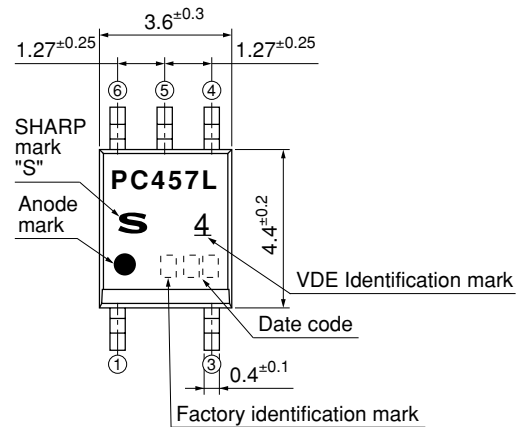 3.6±0.3
1.27±0.25 1.27±0.25
⑥ ⑤ ④
SHARP
mark
"S"
PC457L
S
Anode
mark
4
4.4±0.2
VDE Identification mark
Date code
① ③
0.4±0.1
Factory identification mark